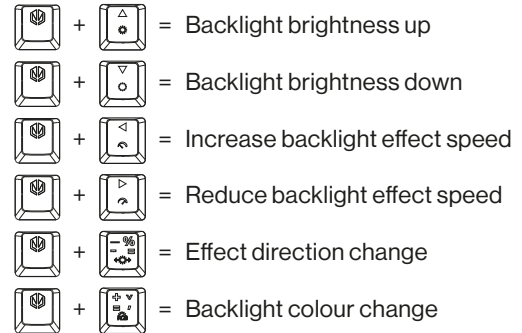 + = Backlight brightness up
+ = Backlight brightness down
+ = Increase backlight effect speed
+ = Reduce backlight effect speed
+ — % - = = Effect direction change
+ = Backlight colour change